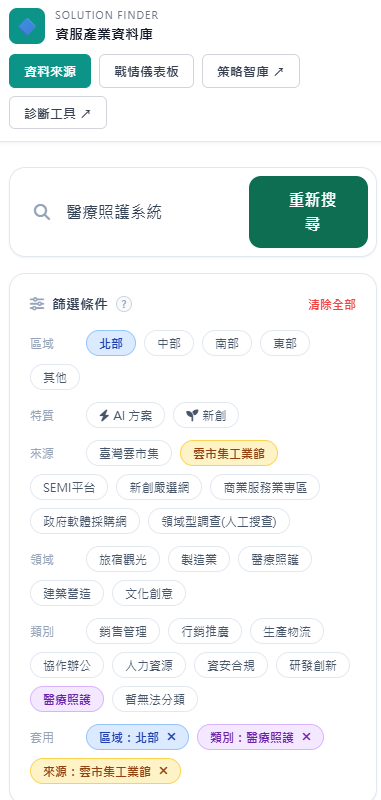 SOLUTION FINDER
資服產業資料庫
資料來源 戰情儀表板 策略智庫 ↗
診斷工具 ↗
醫療照護系統 重新搜
尋
篩選條件 ? 清除全部
區域 北部 中部 南部 東部
其他
特質 AI 方案 新創
來源 臺灣雲市集 雲市集工業館
SEMI平台 新創嚴選網 商業服務業專區
政府軟體採購網 領域型調查(人工搜查)
領域 旅宿觀光 製造業 醫療照護
建築營造 文化創意
類別 銷售管理 行銷推廣 生產物流
協作辦公 人力資源 資安合規 研發創新
醫療照護 暫無法分類
套用 區域：北部 ✕ 類別：醫療照護 ✕
來源：雲市集工業館 ✕